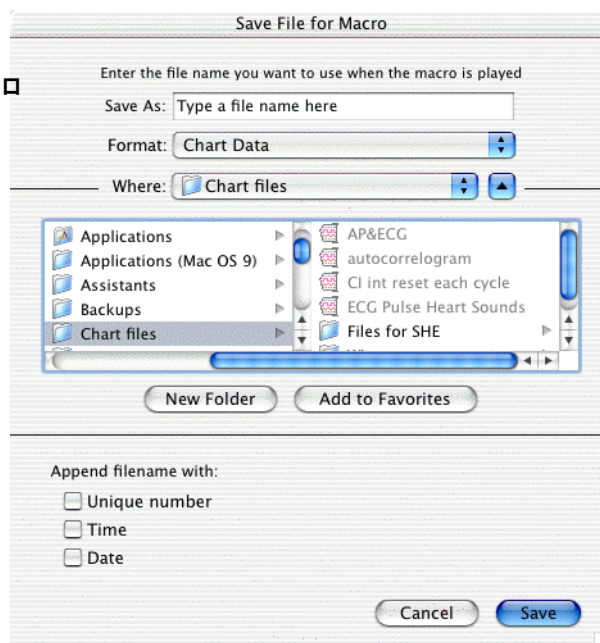 Save File for Macro
Enter the file name you want to use when the macro is played
Save As: Type a file name here
Format: Chart Data
Where: Chart files
Applications
Applications (Mac OS 9)
Assistants
Backups
Chart files
AP&ECG
autocorrelogram
CI int reset each cycle
ECG Pulse Heart Sounds
Files for SHE
New Folder
Add to Favorites
Append filename with:
Unique number
Time
Date
Cancel
Save